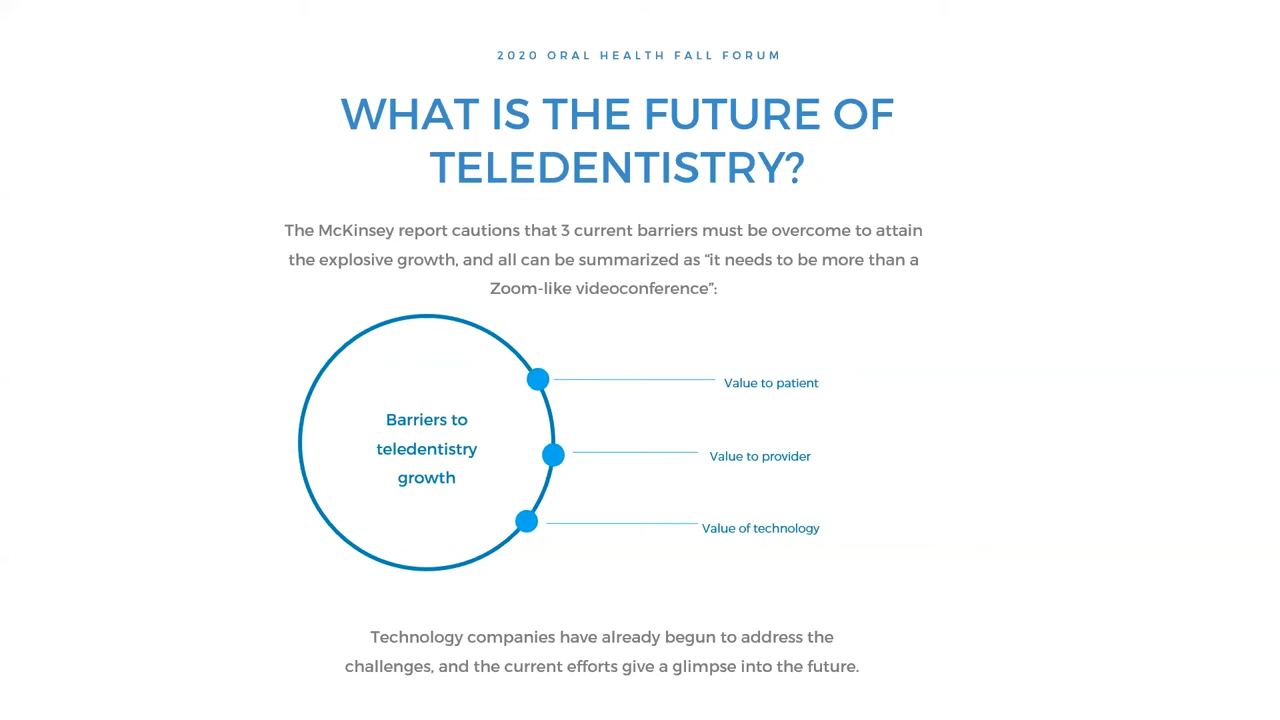 2020 ORAL HEALTH FALL FORUM
WHAT IS THE FUTURE OF
TELEDENTISTRY?
The McKinsey report cautions that 3 current barriers must be overcome to attain
the explosive growth, and all can be summarized as “it needs to be more than a
Zoom-like videoconference”:
Value to patient
Barriers to
teledentistry
growth
Value to provider
Value of technology
Technology companies have already begun to address the
challenges, and the current efforts give a glimpse into the future.